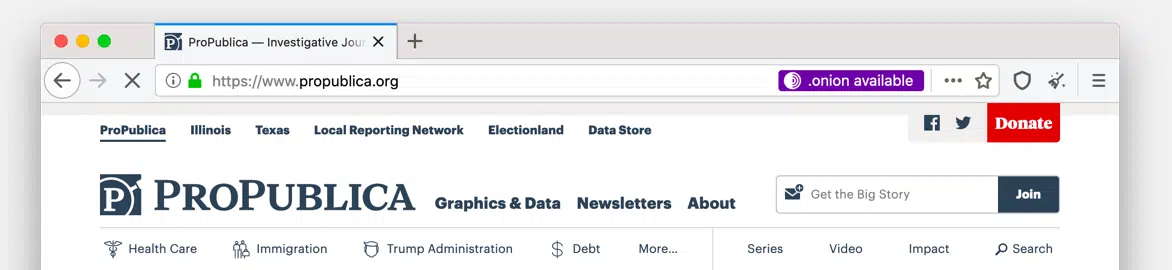 ProPublica — Investigative Jour
https://www.propublica.org
.onion available
ProPublica Illinois Texas Local Reporting Network Electionland Data Store
Donate
PROPUBLICA Graphics & Data Newsletters About
Get the Big Story Join
Health Care Immigration Trump Administration Debt More... Series Video Impact Search